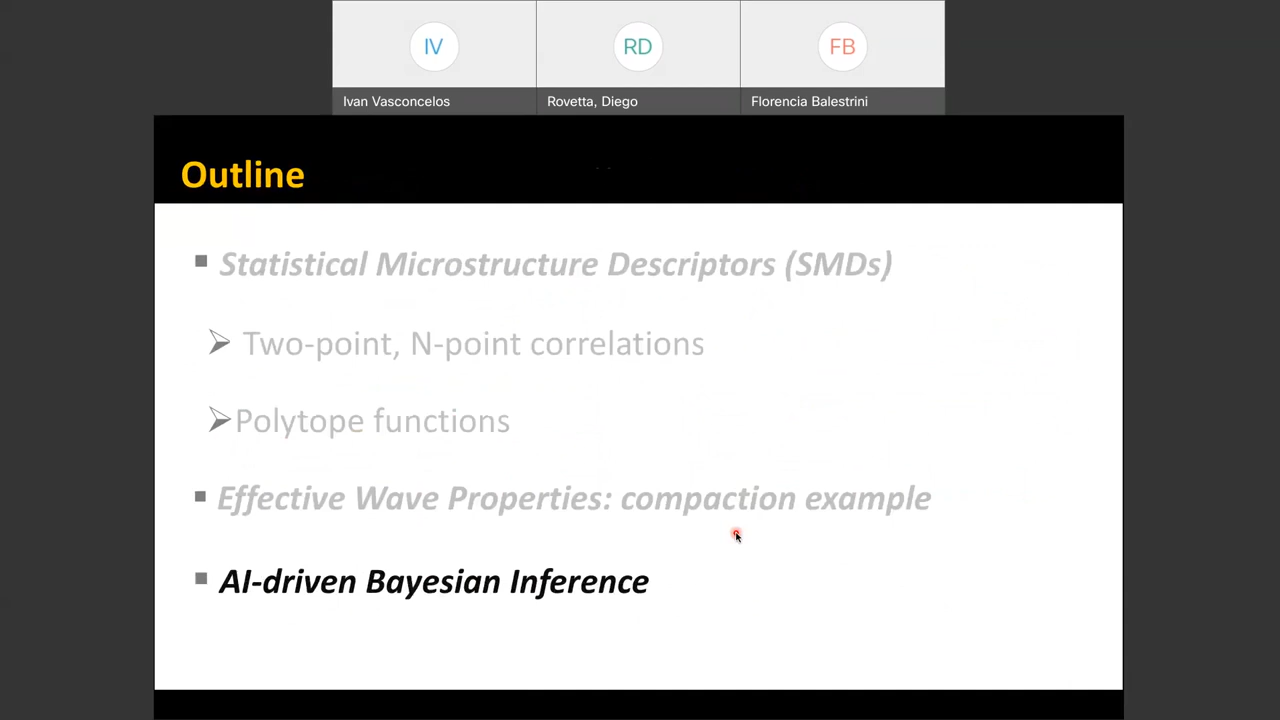 IV
RD
FB
Ivan Vasconcelos
Rovetta, Diego
Florencia Balestrini
Outline
Statistical Microstructure Descriptors (SMDs)
Two-point, N-point correlations
Polytope functions
Effective Wave Properties: compaction example
AI-driven Bayesian Inference